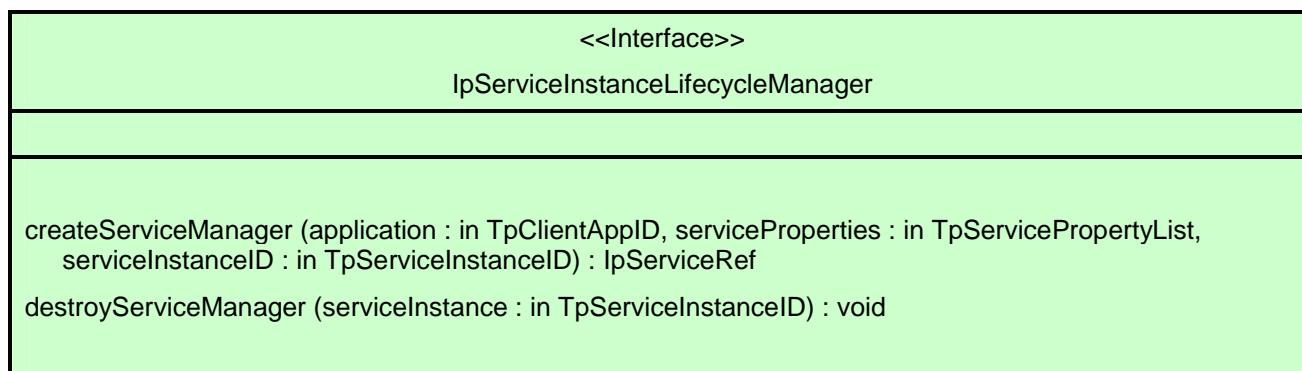 <<Interface>>
IpServiceInstanceLifecycleManager
createServiceManager (application : in TpClientAppID, serviceProperties : in TpServicePropertyList,
serviceInstanceID : in TpServiceInstanceID) : IpServiceRef
destroyServiceManager (serviceInstance : in TpServiceInstanceID) : void